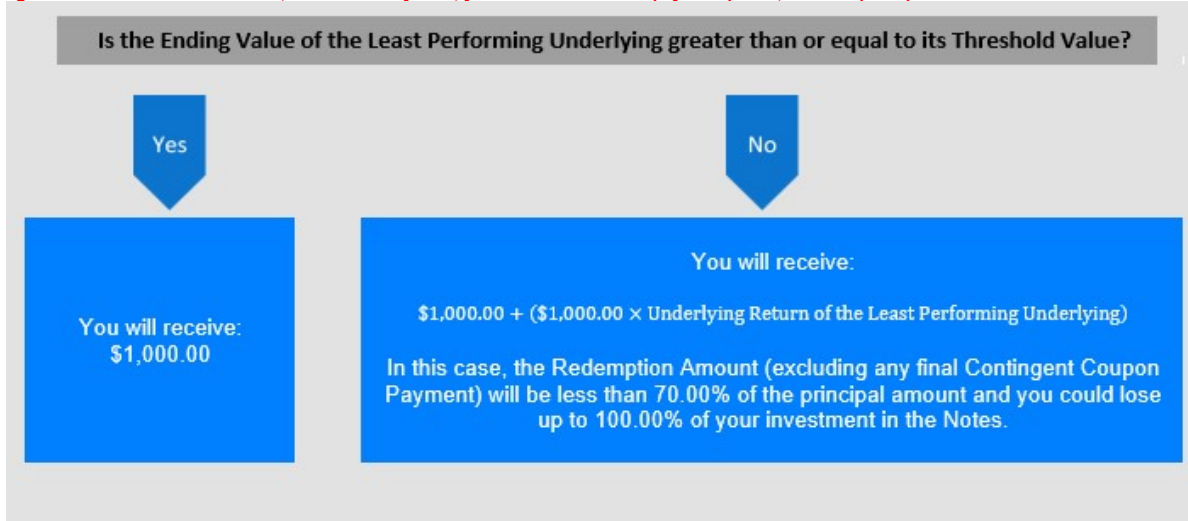 Is the Ending Value of the Least Performing Underlying greater than or equal to its Threshold Value?
Yes
No
You will receive:
$1,000.00
You will receive:
$1,000.00 + ($1,000.00 × Underlying Return of the Least Performing Underlying)
In this case, the Redemption Amount (excluding any final Contingent Coupon
Payment) will be less than 70.00% of the principal amount and you could lose
up to 100.00% of your investment in the Notes.